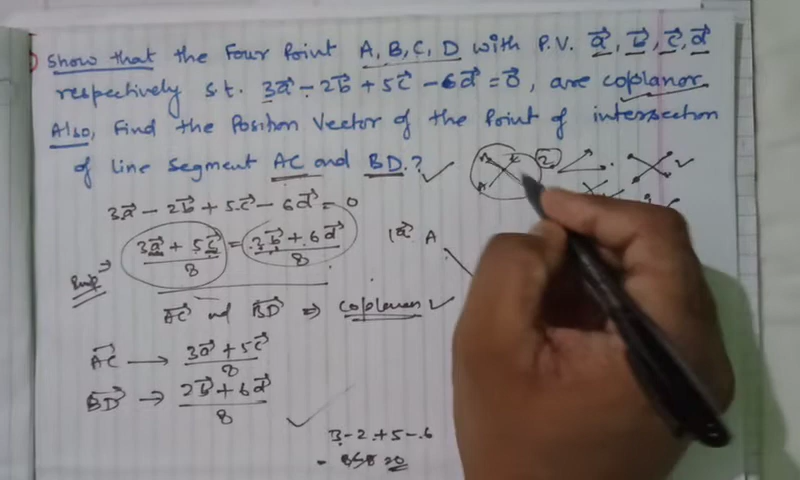 Show that the Four Point A, B, C, D with P.V. a⃗, b⃗, c⃗, d⃗
respectively s.t. 3a⃗ - 2b⃗ + 5c⃗ - 6d⃗ = 0⃗, are coplanar
Also, Find the Position Vector of the Point of intersection
of line segment AC and BD.?
3a⃗ - 2b⃗ + 5c⃗ - 6d⃗ = 0
(3a⃗ + 5c⃗)/8 = (2b⃗ + 6d⃗)/8
AC⃗ and BD⃗ ⇒ coplanar
AC⃗ → (3a⃗ + 5c⃗)/8
BD⃗ → (2b⃗ + 6d⃗)/8
3 - 2 + 5 - 6
A